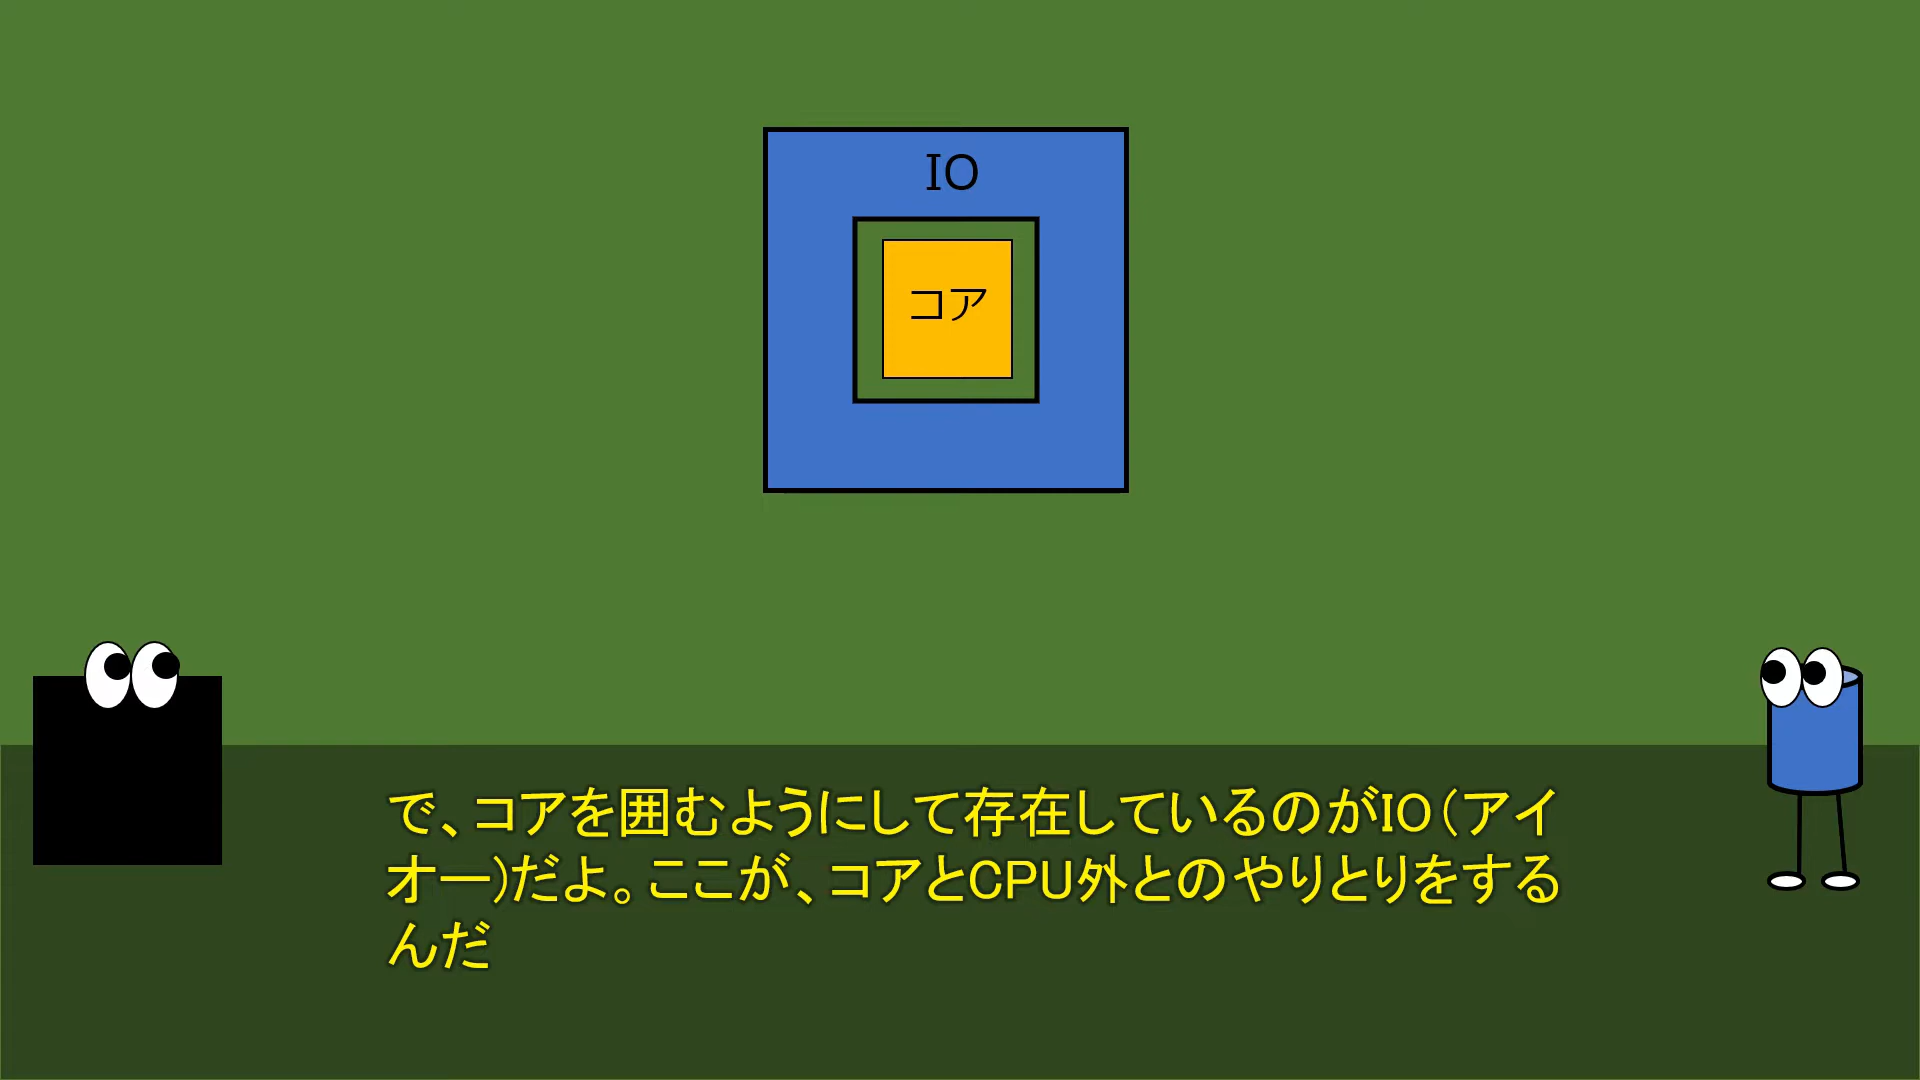 IO
コア
で、コアを囲むようにして存在しているのがIO（アイ
オー)だよ。ここが、コアとCPU外とのやりとりをする
んだ